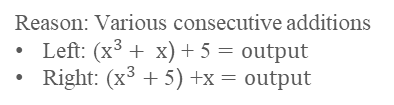 Reason: Various consecutive additions
• Left: (x³ + x) + 5 = output
• Right: (x³ + 5) +x = output